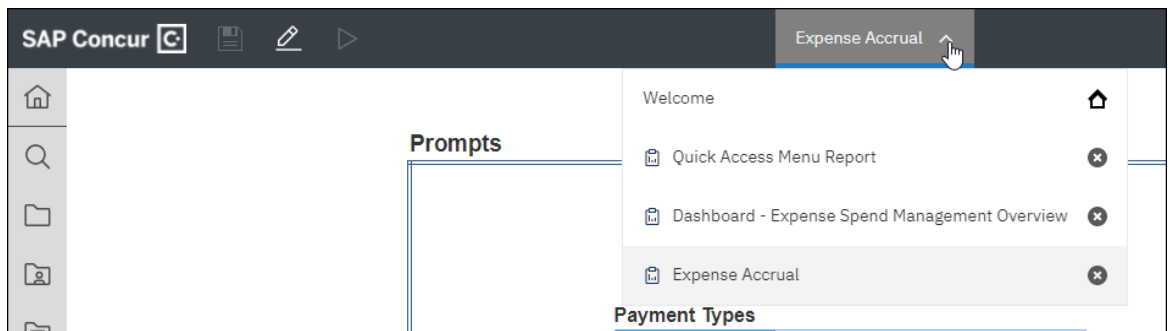 SAP Concur C
Expense Accrual
Welcome
Prompts
Quick Access Menu Report
Dashboard - Expense Spend Management Overview
Expense Accrual
Payment Types